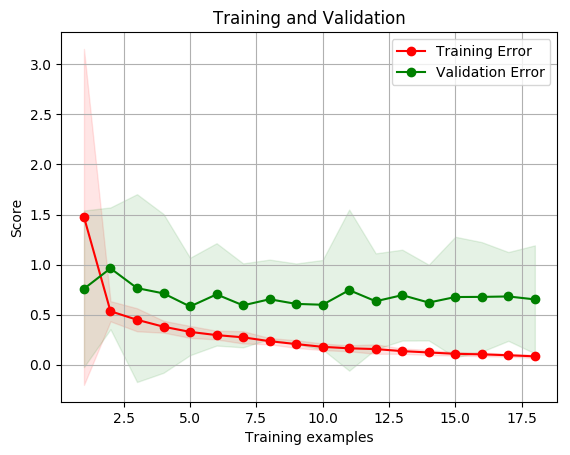 Training and Validation
Training Error
Validation Error
3.0
2.5
2.0
1.5
1.0
0.5
0.0
Score
2.5 5.0 7.5 10.0 12.5 15.0 17.5
Training examples